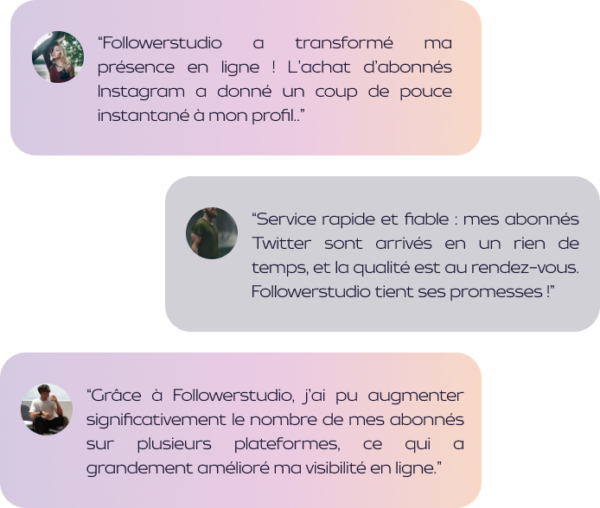 “Followerstudio a transformé ma
présence en ligne ! L’achat d’abonnés
Instagram a donné un coup de pouce
instantané à mon profil..”
“Service rapide et fiable : mes abonnés
Twitter sont arrivés en un rien de
temps, et la qualité est au rendez-vous.
Followerstudio tient ses promesses !”
“Grâce à Followerstudio, j’ai pu augmenter
significativement le nombre de mes abonnés
sur plusieurs plateformes, ce qui a
grandement amélioré ma visibilité en ligne.”